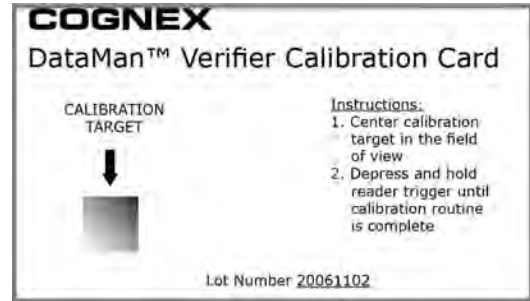 COGNEX
DataMan™ Verifier Calibration Card
CALIBRATION
TARGET
Instructions:
1. Center calibration
target in the field
of view
2. Depress and hold
reader trigger until
calibration routine
is complete
Lot Number 20061102